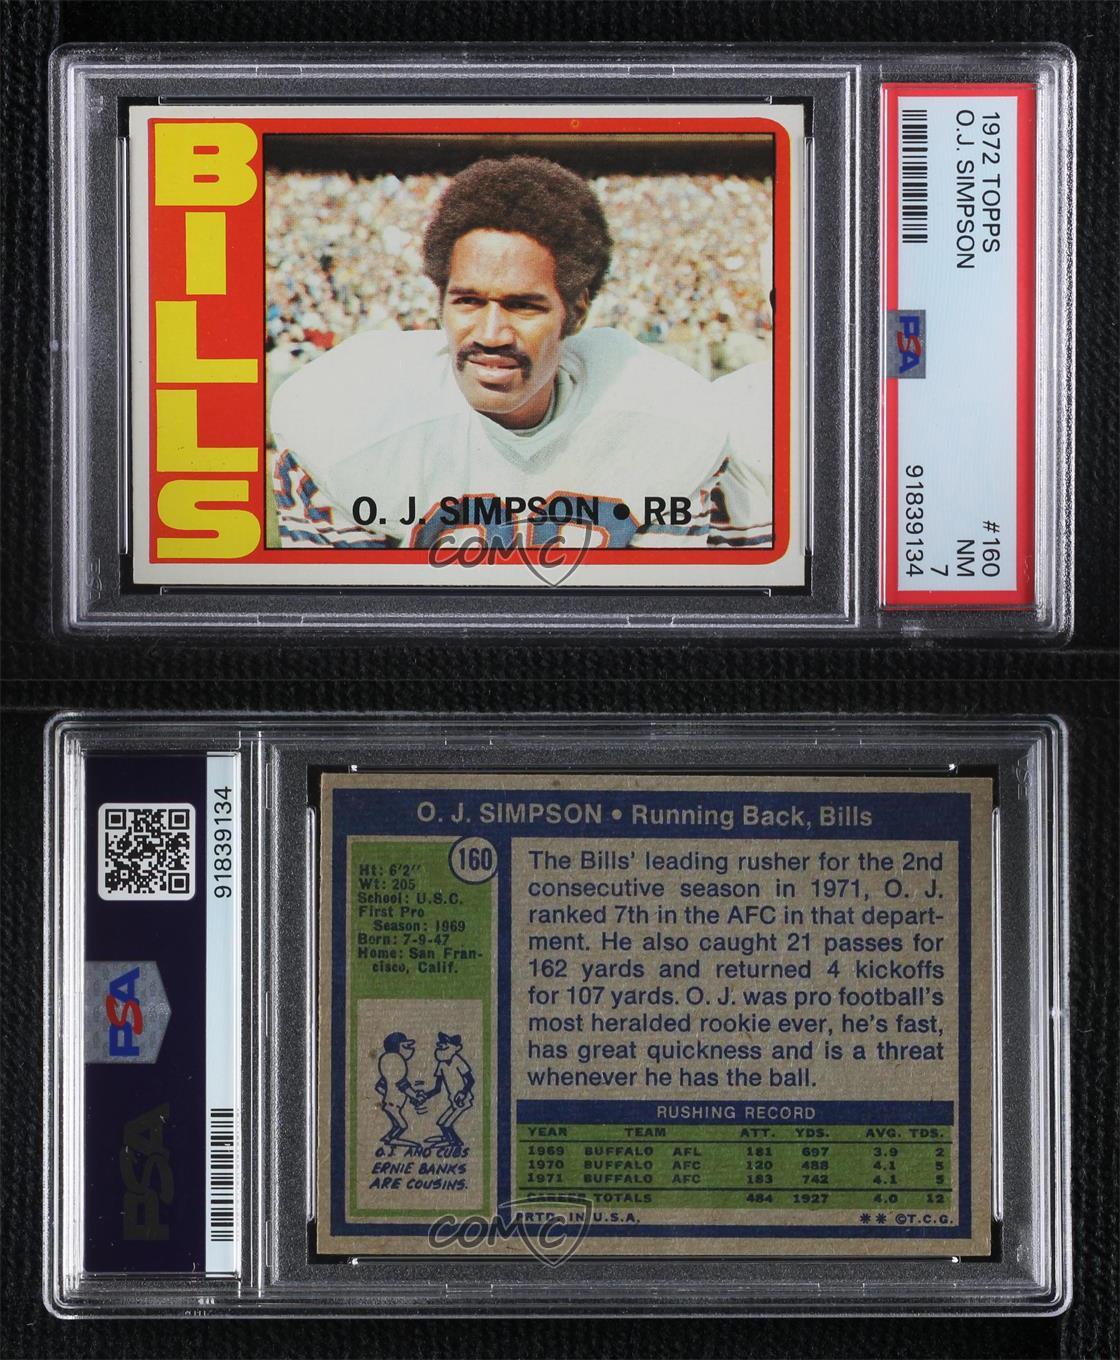 BILLS
O. J. SIMPSON • RB
COMC
1972 TOPPS
O.J. SIMPSON
#160
NM
7
91839134
PSA
91839134
PSA
PSA
O. J. SIMPSON • Running Back, Bills
160
Ht: 6'2"
Wt: 205
School: U.S.C.
First Pro
Season: 1969
Born: 7-9-47
Home: San Fran-
cisco, Calif.
O.J. AND CUBS
ERNIE BANKS
ARE COUSINS.
The Bills' leading rusher for the 2nd
consecutive season in 1971, O. J.
ranked 7th in the AFC in that depart-
ment. He also caught 21 passes for
162 yards and returned 4 kickoffs
for 107 yards. O. J. was pro football's
most heralded rookie ever, he's fast,
has great quickness and is a threat
whenever he has the ball.
RUSHING RECORD
YEAR TEAM ATT. YDS. AVG. TDS.
1969 BUFFALO AFL 181 697 3.9 2
1970 BUFFALO AFC 120 488 4.1 5
1971 BUFFALO AFC 183 742 4.1 5
CAREER TOTALS 484 1927 4.0 12
PRTD. IN U.S.A. ** ©T.C.G.
COMC